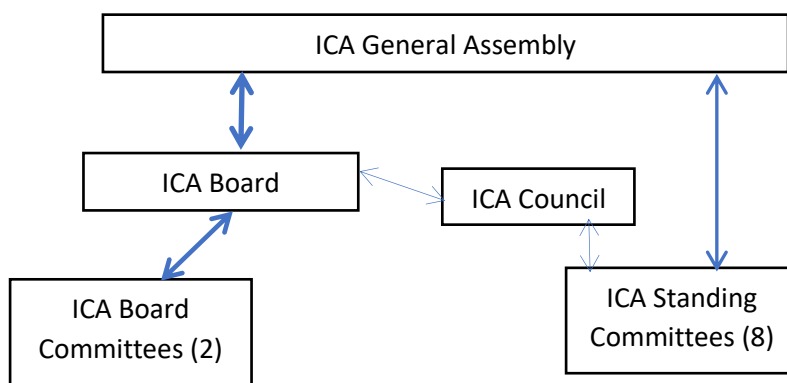 ICA General Assembly
ICA Board
ICA Council
ICA Board
Committees (2)
ICA Standing
Committees (8)